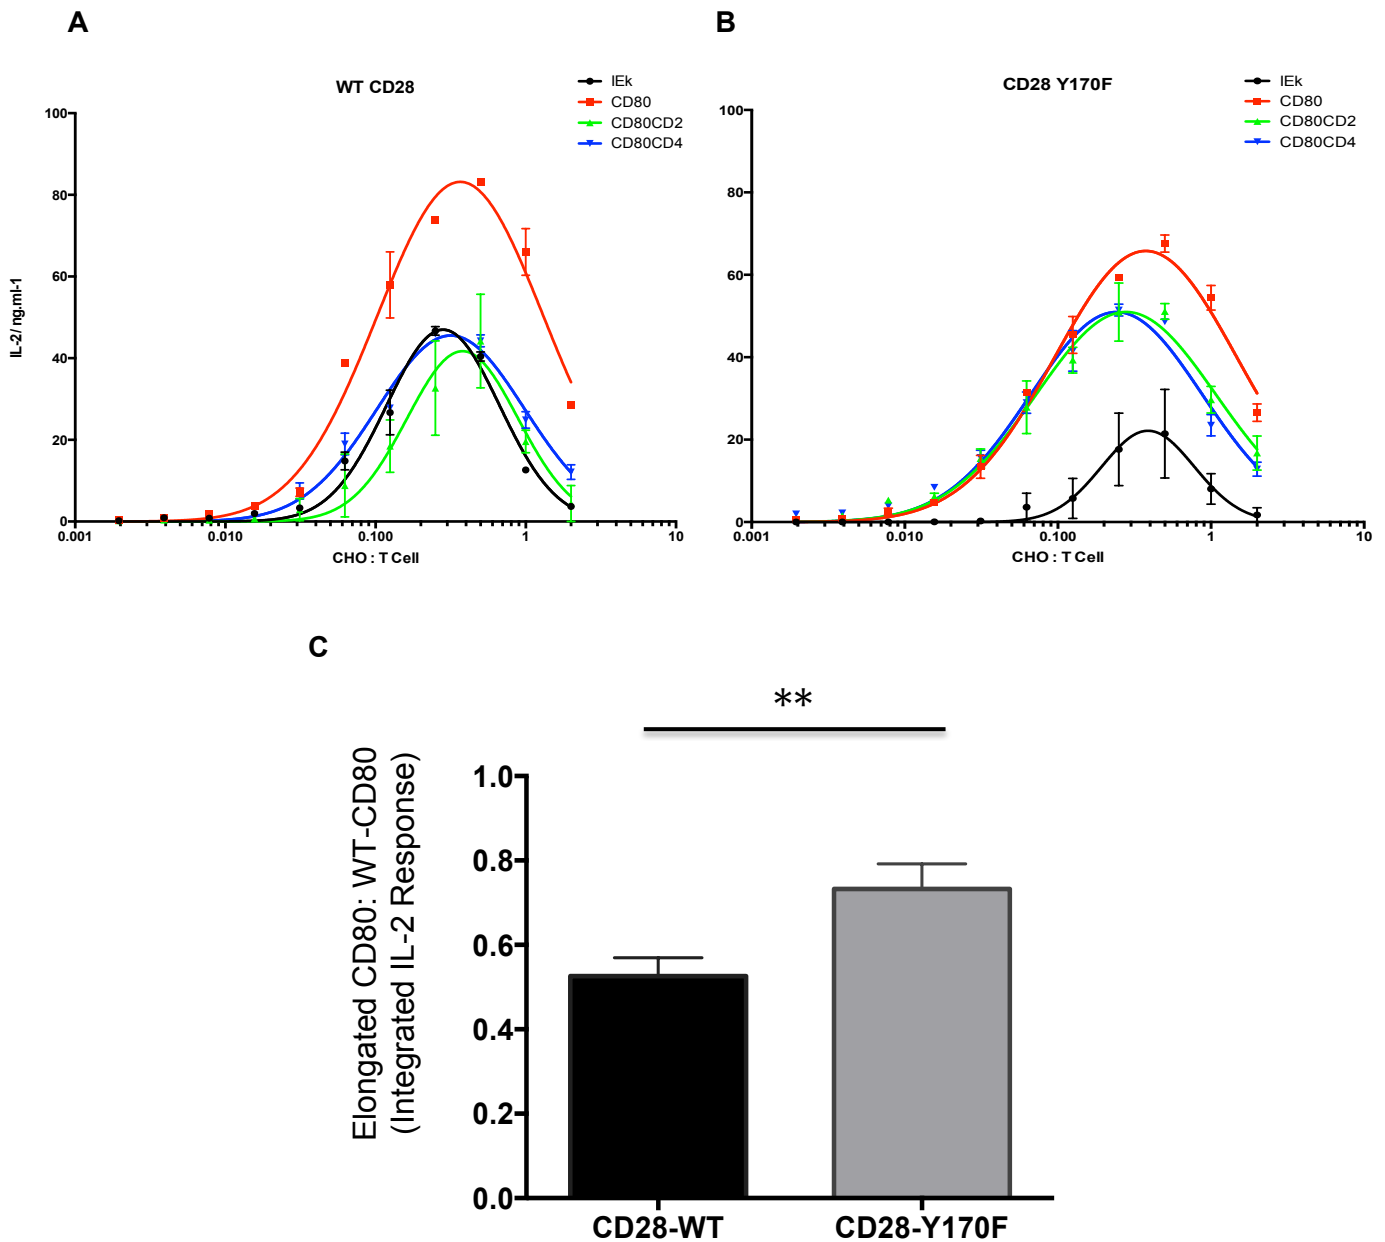 A
WT CD28
IEk
CD80
CD80CD2
CD80CD4
100
80
60
40
20
0
IL-2/ ng.ml-1
0.001
0.010
0.100
1
10
CHO : T Cell
B
CD28 Y170F
IEk
CD80
CD80CD2
CD80CD4
100
80
60
40
20
0
0.001
0.010
0.100
1
10
CHO : T Cell
C
**
Elongated CD80: WT-CD80
(Integrated IL-2 Response)
1.0
0.8
0.6
0.4
0.2
0.0
CD28-WT
CD28-Y170F